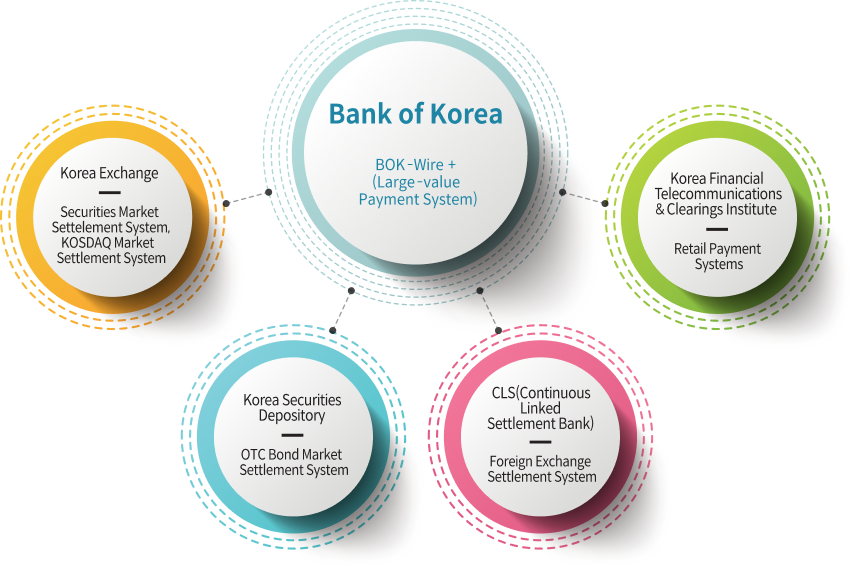 Bank of Korea
BOK-Wire +
(Large-value
Payment System)
Korea Exchange
Securities Market
Settelement System,
KOSDAQ Market
Settlement System
Korea Financial
Telecommunications
& Clearings Institute
Retail Payment
Systems
Korea Securities
Depository
OTC Bond Market
Settlement System
CLS(Continuous
Linked
Settlement Bank)
Foreign Exchange
Settlement System